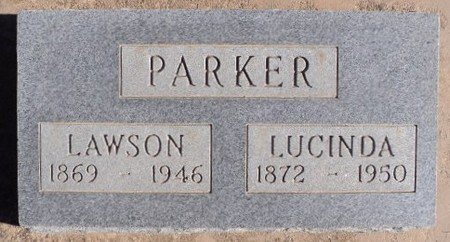 PARKER
LAWSON
1869 - 1946
LUCINDA
1872 - 1950